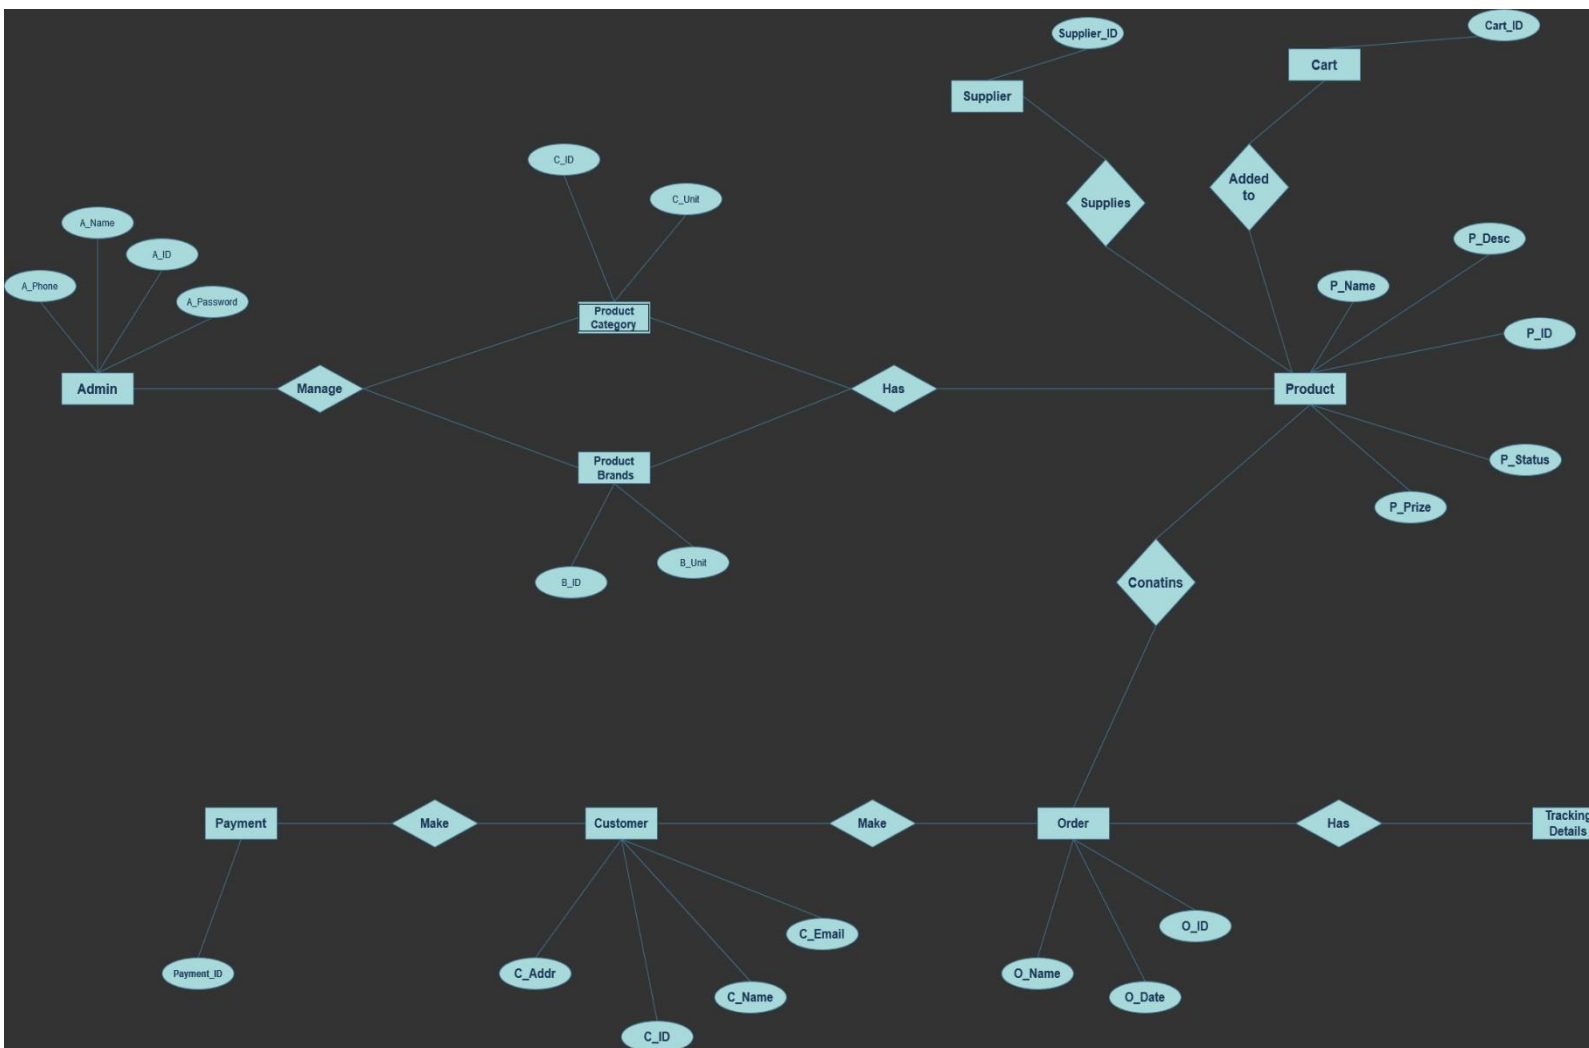 Cart_ID
Supplier_ID
Cart
Supplier
C_ID
C_Unit
Added
to
Supplies
A_Name
A_ID
A_Phone
A_Password
P_Desc
P_Name
P_ID
Product
Category
Admin
Manage
Has
Product
Product
Brands
P_Status
P_Prize
B_ID
B_Unit
Conatins
Payment
Make
Customer
Make
Order
Has
Tracking
Details
C_Email
O_ID
Payment_ID
C_Addr
C_Name
O_Name
O_Date
C_ID